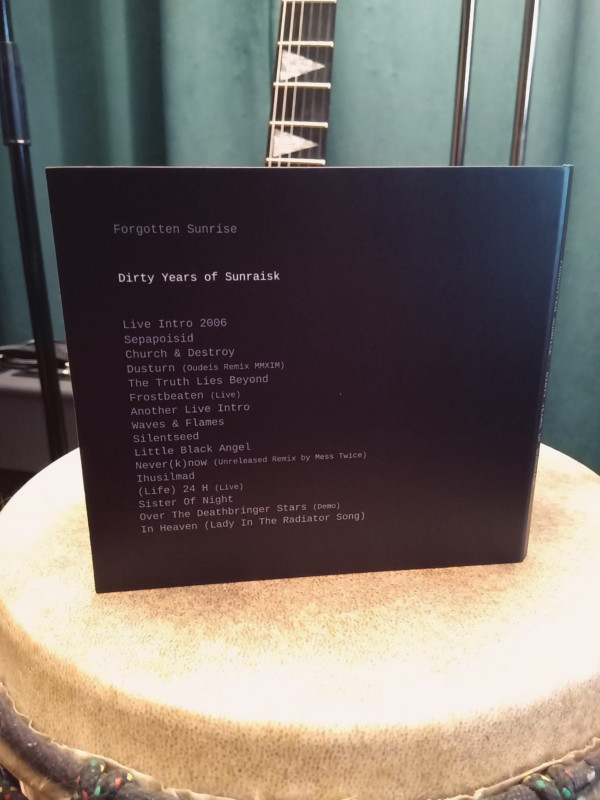 Forgotten Sunrise
Dirty Years of Sunraisk
Live Intro 2006
Sepapoisid
Church & Destroy
Dusturn (Oudeis Remix MMXIM)
The Truth Lies Beyond
Frostbeaten (Live)
Another Live Intro
Waves & Flames
Silentseed
Little Black Angel
Never(k)now (Unreleased Remix by Mess Twice)
Ihusilmad
(Life) 24 H (Live)
Sister Of Night
Over The Deathbringer Stars (Demo)
In Heaven (Lady In The Radiator Song)